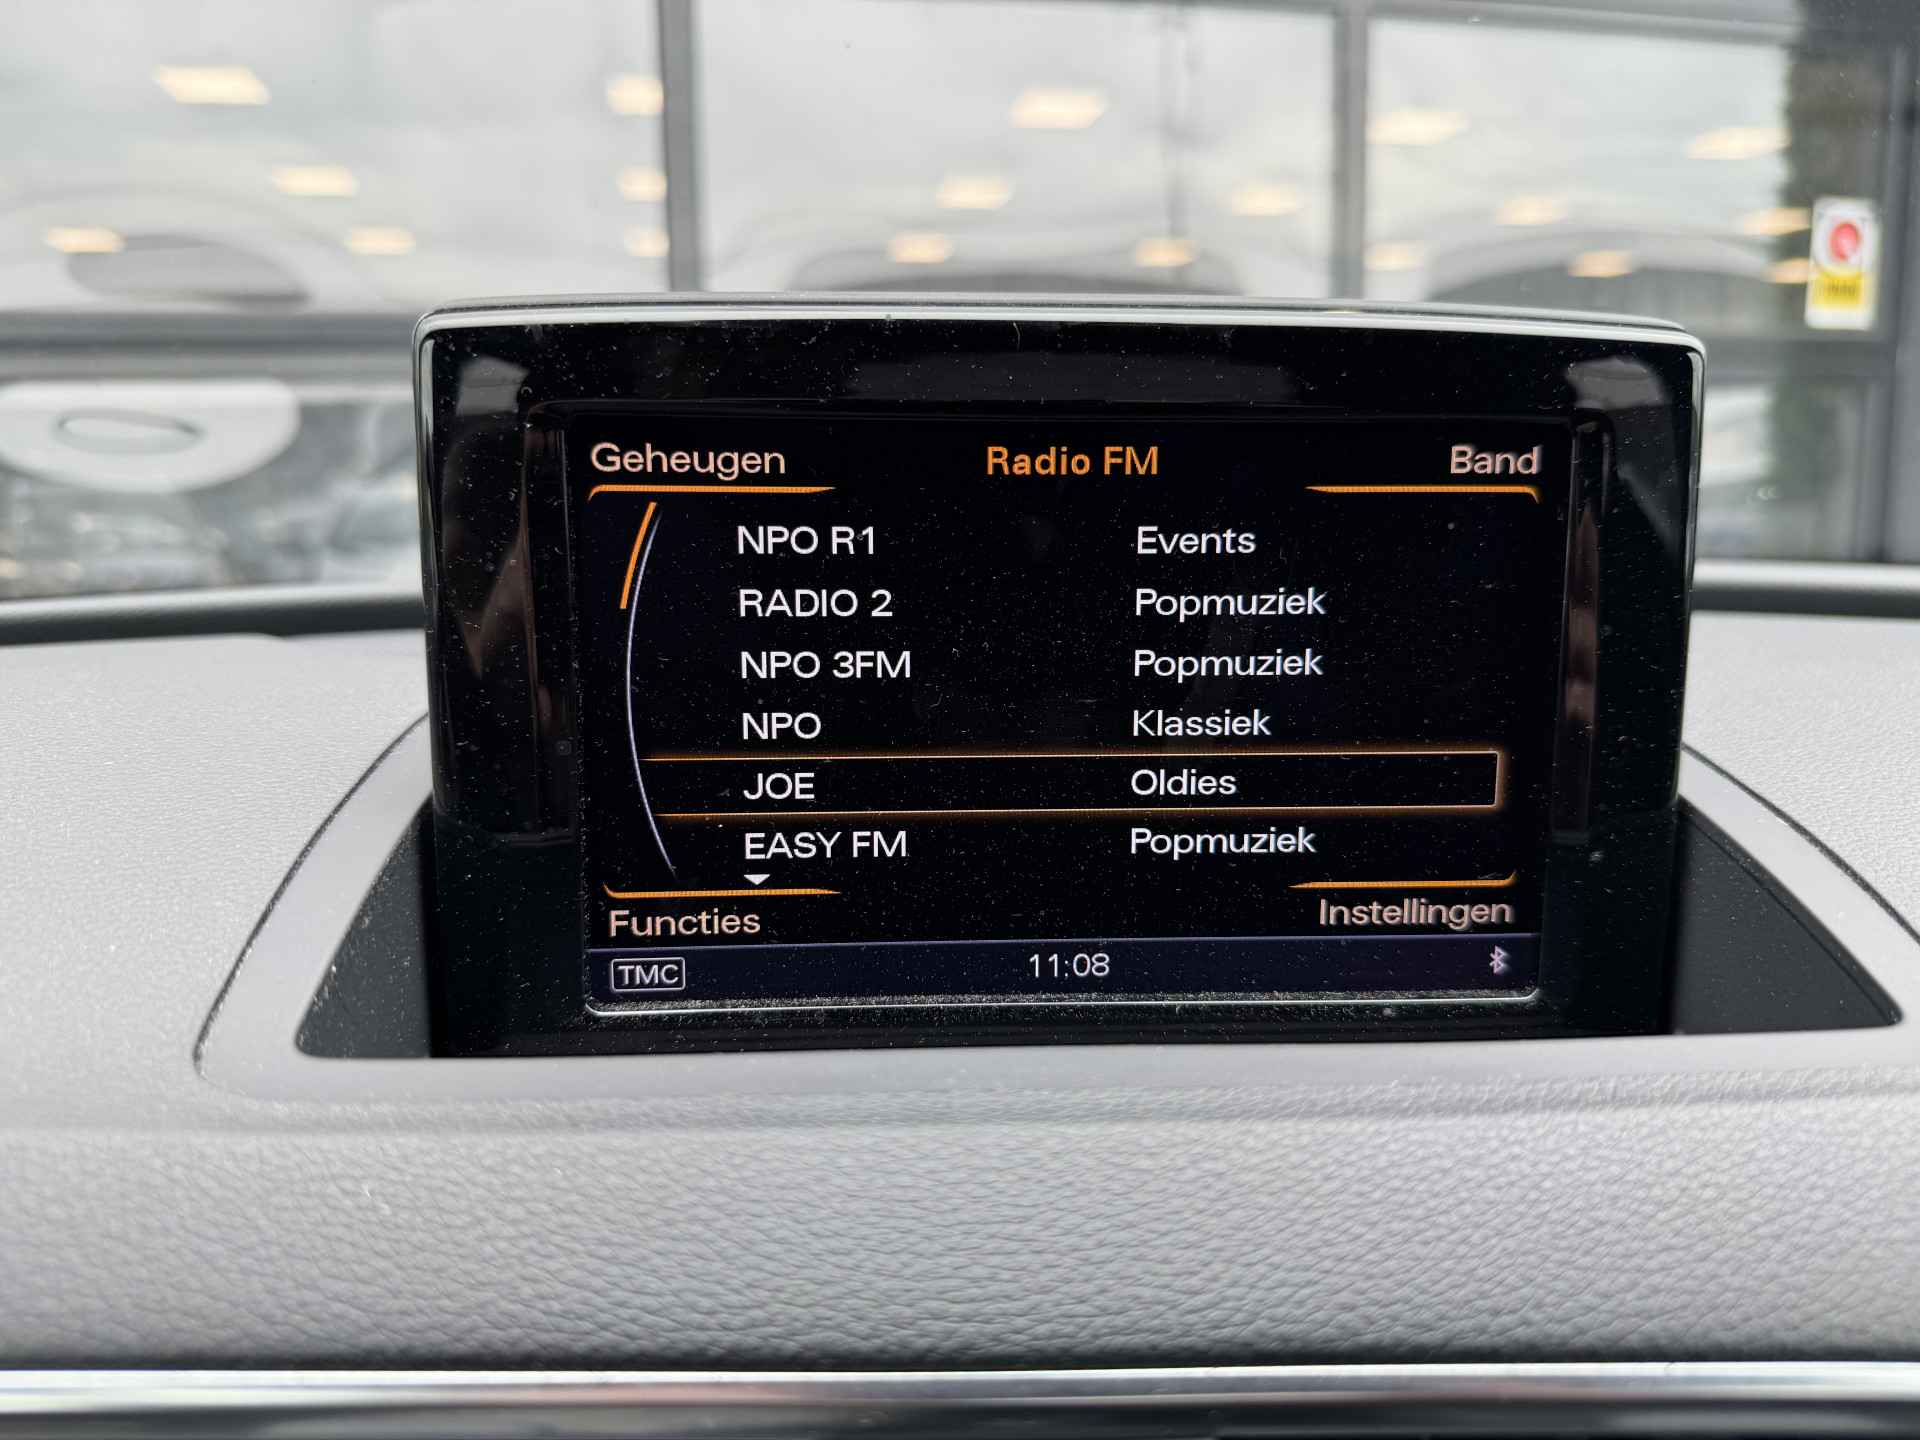 Geheugen Radio FM Band
NPO R1 Events
RADIO 2 Popmuziek
NPO 3FM Popmuziek
NPO Klassiek
JOE Oldies
EASY FM Popmuziek
Functies Instellingen
TMC 11:08